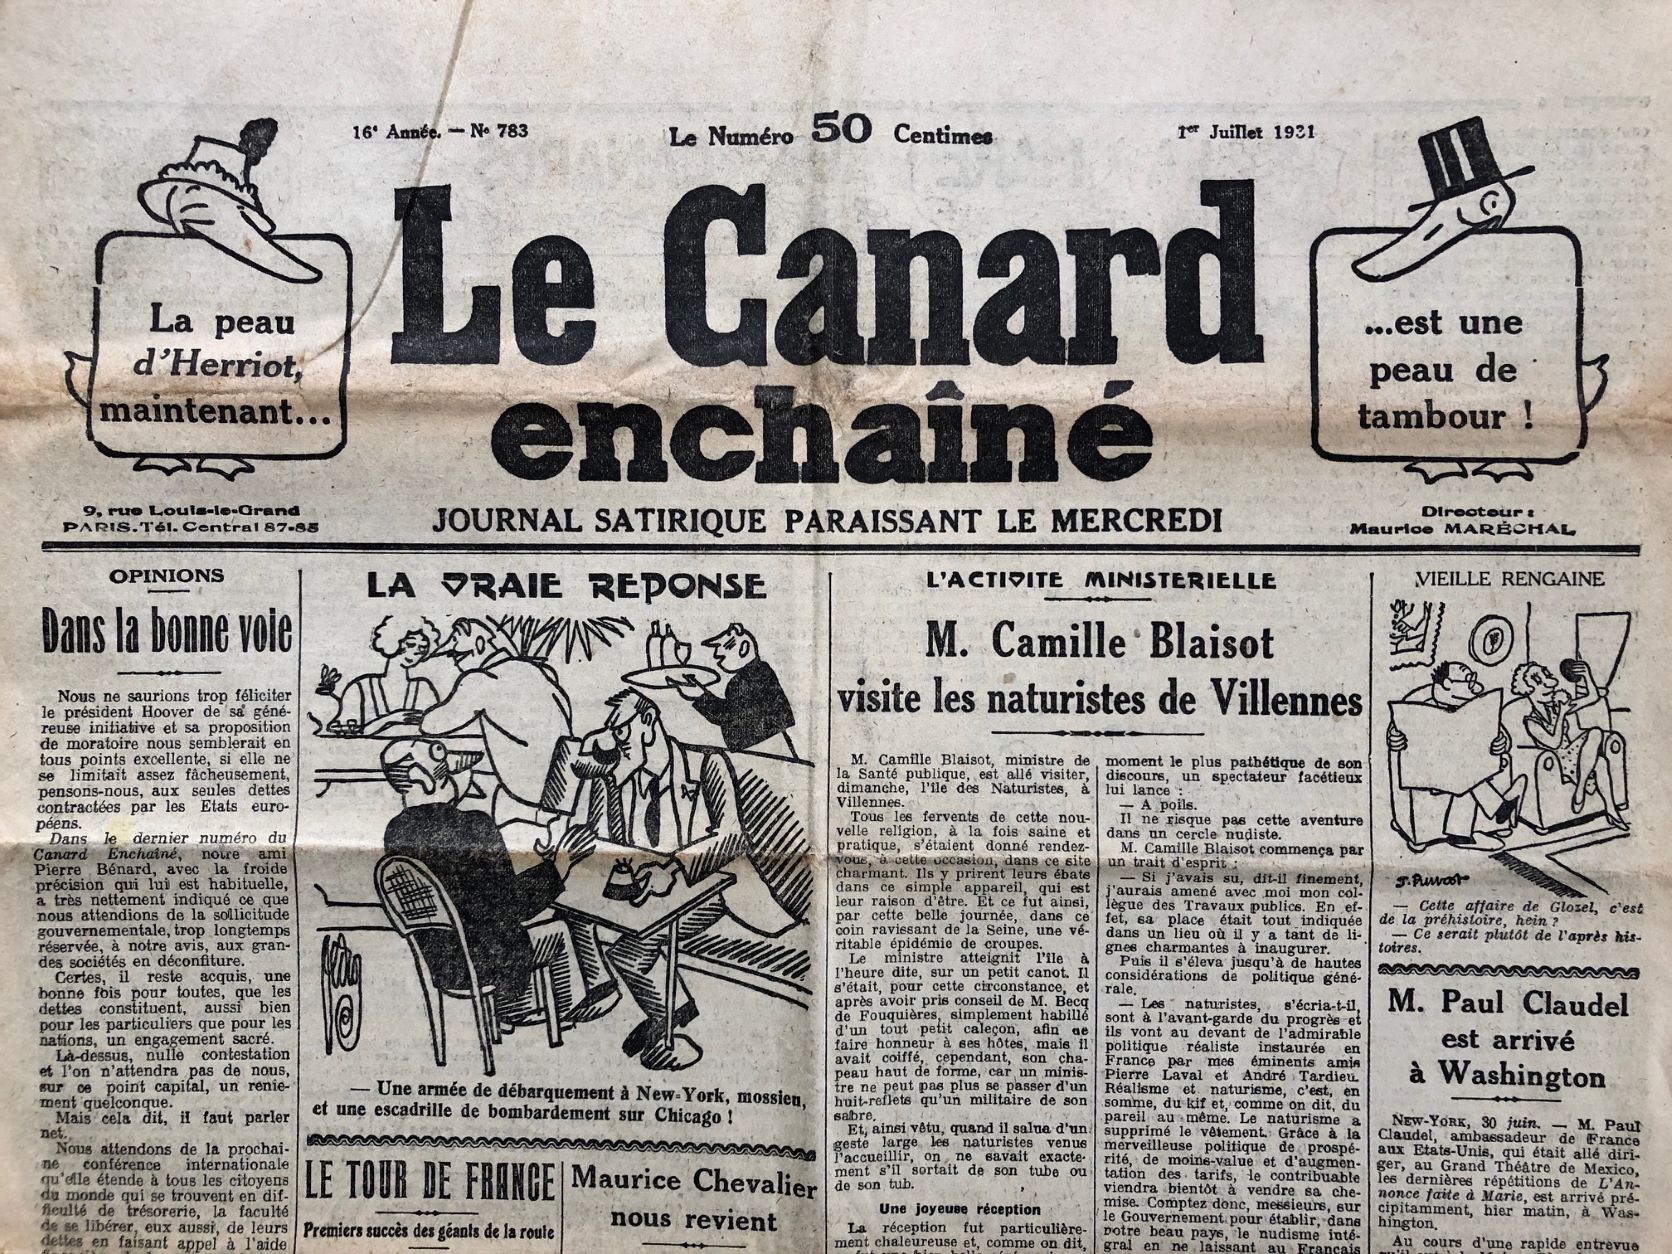 16e Année. — No 783
Le Numéro 50 Centimes
1er Juillet 1931
La peau
d'Herriot,
maintenant...
Le Canard
enchaîné
...est une
peau de
tambour !
9, rue Louis-le-Grand
PARIS. Tél. Central 87-85
JOURNAL SATIRIQUE PARAISSANT LE MERCREDI
Directeur :
Maurice MARÉCHAL
OPINIONS
Dans la bonne voie
Nous ne saurions trop féliciter
le président Hoover de sa géné-
reuse initiative et sa proposition
de moratoire nous semblerait en
tous points excellente, si elle ne
se limitait assez fâcheusement,
pensons-nous, aux seules dettes
contractées par les Etats euro-
péens.
Dans le dernier numéro du
Canard Enchaîné, notre ami
Pierre Bénard, avec la froide
précision qui lui est habituelle,
a très nettement indiqué ce que
nous attendions de la sollicitude
gouvernementale, trop longtemps
réservée, à notre avis, aux gran-
des sociétés en déconfiture.
Certes, il reste acquis, une
bonne fois pour toutes, que les
dettes constituent, aussi bien
pour les particuliers que pour les
nations, un engagement sacré.
Là-dessus, nulle contestation
et l'on n'attendra pas de nous,
sur ce point capital, un renie-
ment quelconque.
Mais cela dit, il faut parler
net.
Nous attendons de la prochai-
ne conférence internationale
qu'elle étende à tous les citoyens
du monde qui se trouvent en dif-
ficulté de trésorerie, la faculté
de se libérer, eux aussi, de leurs
dettes en faisant appel à l'aide
LA VRAIE REPONSE
— Une armée de débarquement à New-York, mossien,
et une escadrille de bombardement sur Chicago !
LE TOUR DE FRANCE
Premiers succès des géants de la route
Maurice Chevalier
nous revient
L'ACTIVITE MINISTERIELLE
M. Camille Blaisot
visite les naturistes de Villennes
M. Camille Blaisot, ministre de
la Santé publique, est allé visiter,
dimanche, l'île des Naturistes, à
Villennes.
Tous les fervents de cette nou-
velle religion, à la fois saine et
pratique, s'étaient donné rendez-
vous, à cette occasion, dans ce site
charmant. Ils y prirent leurs ébats
dans ce simple appareil, qui est
leur raison d'être. Et ce fut ainsi,
par cette belle journée, dans ce
coin ravissant de la Seine, une vé-
ritable épidémie de croupes.
Le ministre atteignit l'île à
l'heure dite, sur un petit canot. Il
s'était, pour cette circonstance, et
après avoir pris conseil de M. Becq
de Fouquières, simplement habillé
d'un tout petit caleçon, afin de
faire honneur à ses hôtes, mais il
avait coiffé, cependant, son cha-
peau haut de forme, car un minis-
tre ne peut pas plus se passer d'un
huit-reflets qu'un militaire de son
sabre.
Et, ainsi vêtu, quand il salue d'un
geste large les naturistes venus
l'accueillir, on ne savait exacte-
ment s'il sortait de son tube ou
de son tub.
Une joyeuse réception
La réception fut particulière-
ment chaleureuse et, comme on dit,
moment le plus pathétique de son
discours, un spectateur facétieux
lui lance :
— A poils.
Il ne risque pas cette aventure
dans un cercle nudiste.
M. Camille Blaisot commença par
un trait d'esprit :
— Si j'avais su, dit-il finement,
j'aurais amené avec moi mon col-
lègue des Travaux publics. En ef-
fet, sa place était tout indiquée
dans un lieu où il y a tant de li-
gnes charmantes à inaugurer.
Puis il s'éleva jusqu'à de hautes
considérations de politique géné-
rale.
— Les naturistes, s'écria-t-il,
sont à l'avant-garde du progrès et
ils vont au devant de l'admirable
politique réaliste instaurée en
France par mes éminents amis
Pierre Laval et André Tardieu.
Réalisme et naturisme, c'est, en
somme, du kif et, comme on dit, du
pareil au même. Le naturisme a
supprimé le vêtement. Grâce à la
merveilleuse politique de prospé-
rité, de moins-value et d'augmen-
tation des tarifs, le contribuable
viendra bientôt à vendre sa che-
mise. Comptez donc, messieurs, sur
le Gouvernement pour établir, dans
notre beau pays, le nudisme inté-
gral en ne laissant au Français
VIEILLE RENGAINE
— Cette affaire de Glozel, c'est
de la préhistoire, hein ?
— Ce serait plutôt de l'après his-
toires.
M. Paul Claudel
est arrivé
à Washington
NEW-YORK, 30 juin. — M. Paul
Claudel, ambassadeur de France
aux Etats-Unis, qui était allé diri-
ger, au Grand Théâtre de Mexico,
les dernières répétitions de L'An-
nonce faite à Marie, est arrivé pré-
cipitamment, hier matin, à Was-
hington.
Au cours d'une rapide entrevue